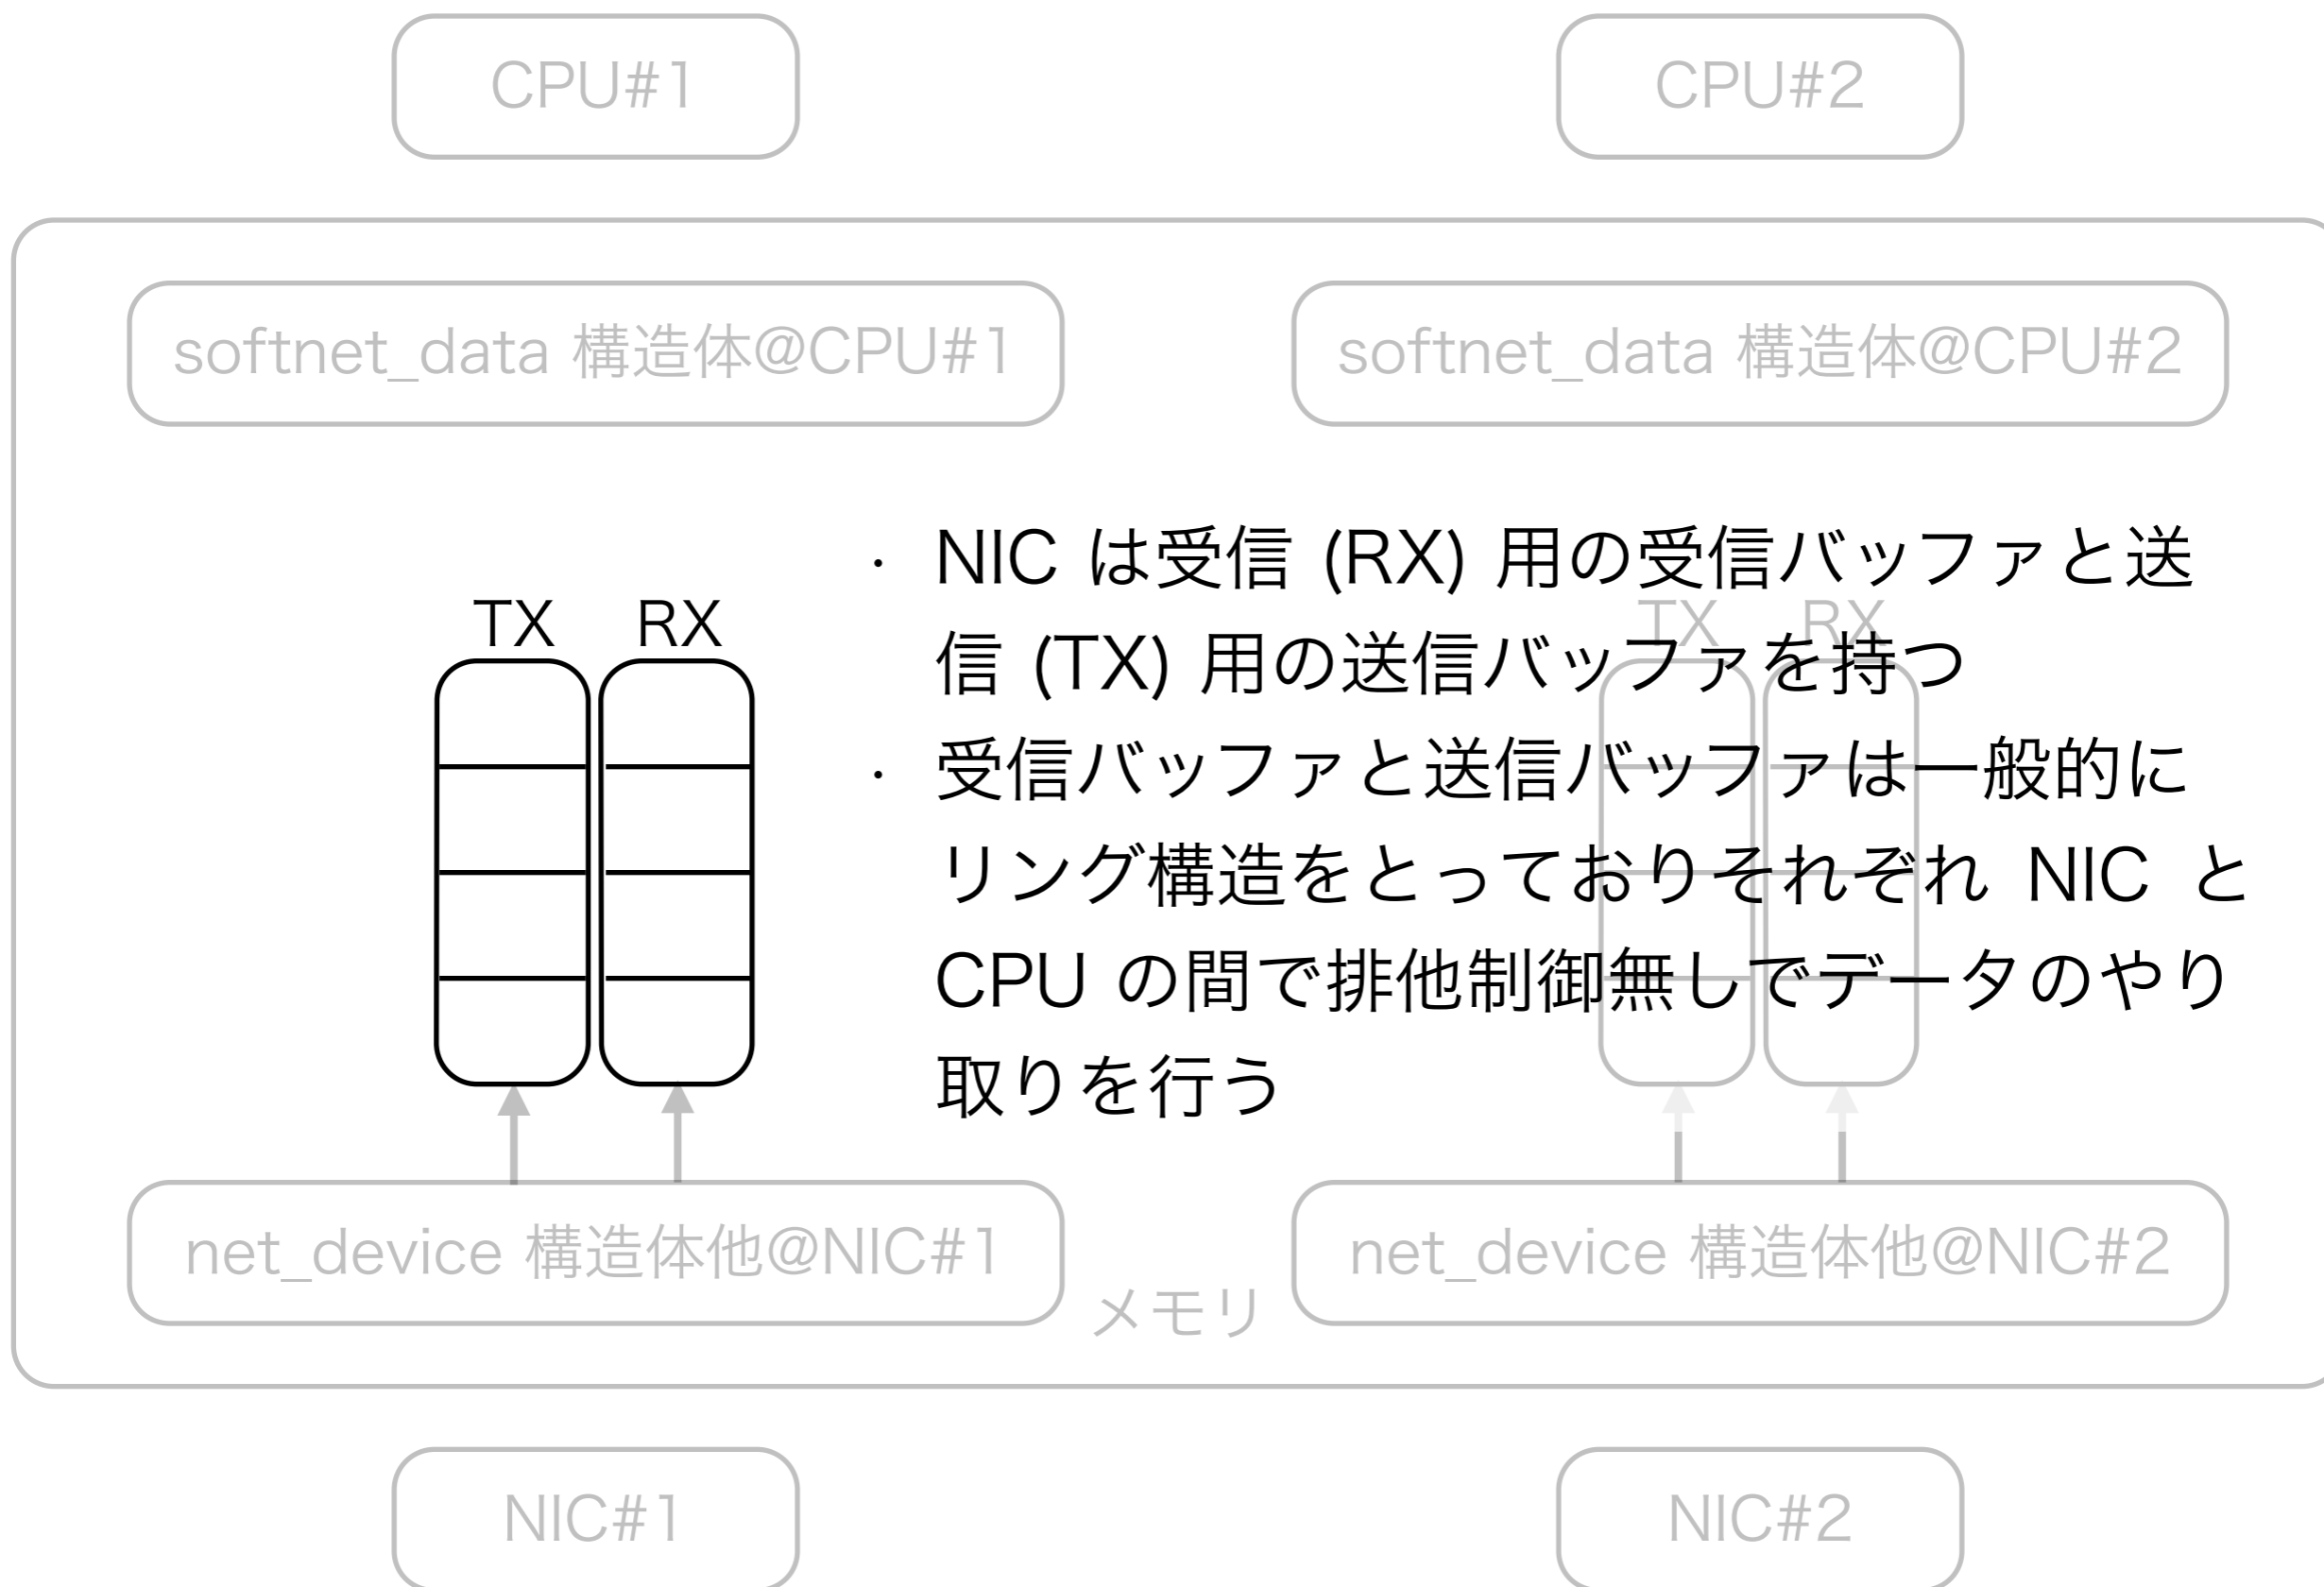 CPU#1
CPU#2
softnet_data 構造体@CPU#1
softnet_data 構造体@CPU#2
TX
RX
TX
RX
・ NIC は受信 (RX) 用の受信バッファと送
信 (TX) 用の送信バッファを持つ
・ 受信バッファと送信バッファは一般的に
リング構造をとっておりそれぞれ NIC と
CPU の間で排他制御無しでデータのやり
取りを行う
net_device 構造体他@NIC#1
net_device 構造体他@NIC#2
メモリ
NIC#1
NIC#2